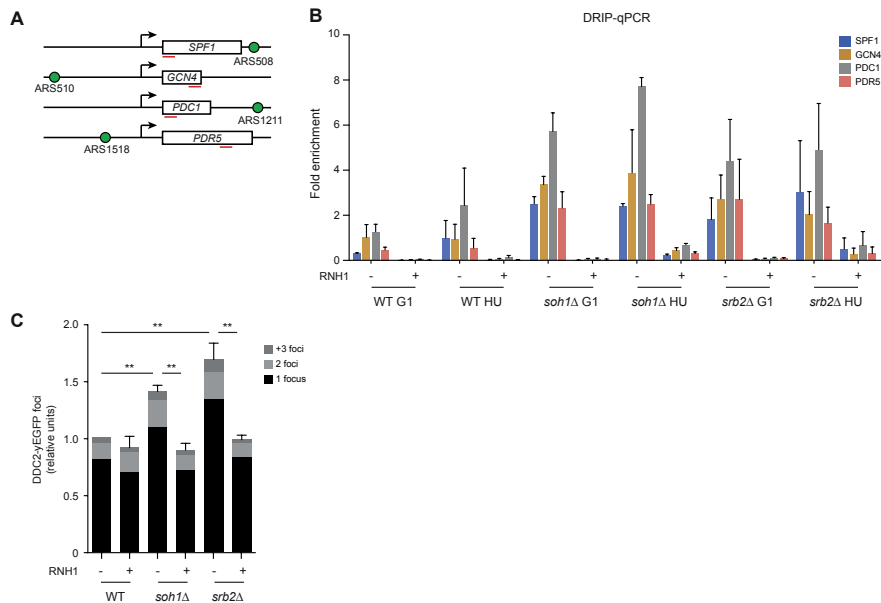 A
SPF1
ARS508
ARS510
GCN4
PDC1
ARS1211
ARS1518
PDR5
B
DRIP-qPCR
SPF1
GCN4
PDC1
PDR5
Fold enrichment
10
8
6
4
2
0
RNH1 - + - + - + - + - + - +
WT G1 WT HU soh1Δ G1 soh1Δ HU srb2Δ G1 srb2Δ HU
C
DDC2-yEGFP foci
(relative units)
2.0
1.5
1.0
0.5
0
** **
** **
+3 foci
2 foci
1 focus
RNH1 - + - + - +
WT soh1Δ srb2Δ